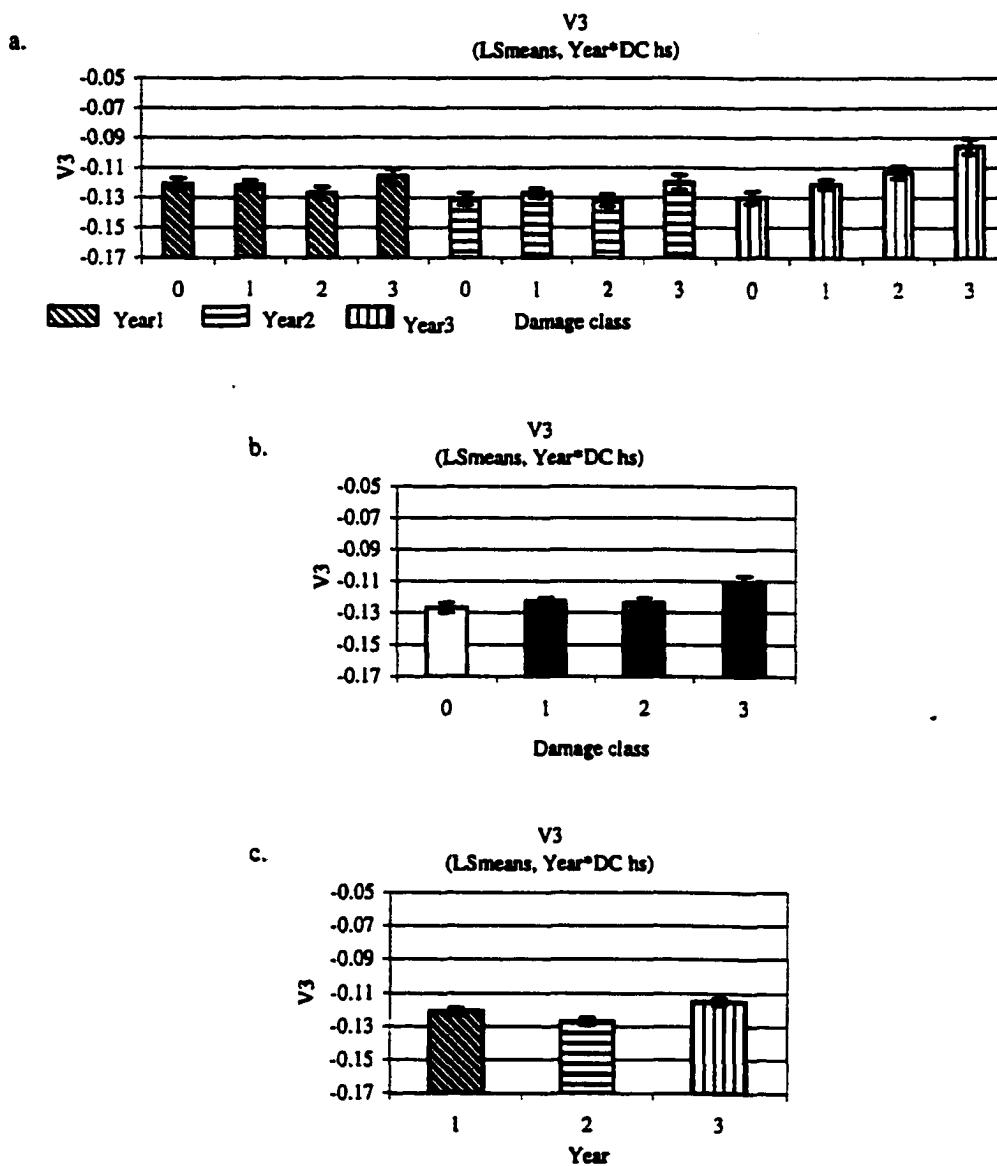 a.
V3
(LSmeans, Year*DC hs)
-0.05
-0.07
-0.09
-0.11
-0.13
-0.15
-0.17
V3
0 1 2 3 0 1 2 3 0 1 2 3
Year1 Year2 Year3 Damage class
b.
V3
(LSmeans, Year*DC hs)
-0.05
-0.07
-0.09
-0.11
-0.13
-0.15
-0.17
V3
0 1 2 3
Damage class
c.
V3
(LSmeans, Year*DC hs)
-0.05
-0.07
-0.09
-0.11
-0.13
-0.15
-0.17
V3
1 2 3
Year